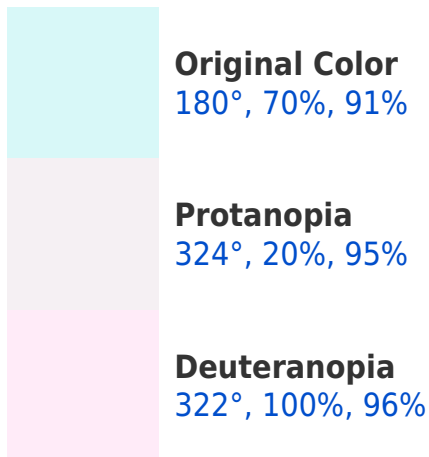 Original Color
180°, 70%, 91%
Protanopia
324°, 20%, 95%
Deuteranopia
322°, 100%, 96%